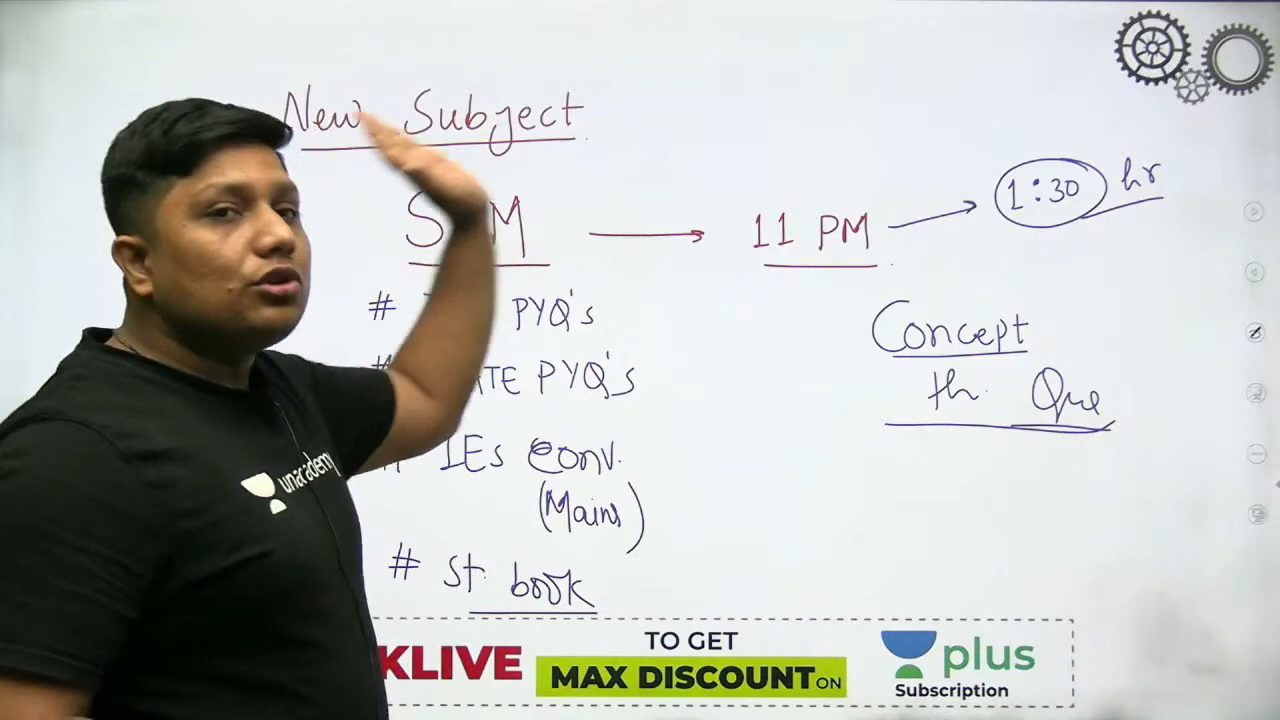 New Subject
11 PM
1:30 hr
# PYQ's
PYQ's
IEs Conv.
(Mains)
# St. book
Concept
th. Que
unacademy
KLIVE
TO GET
MAX DISCOUNT ON
plus
Subscription